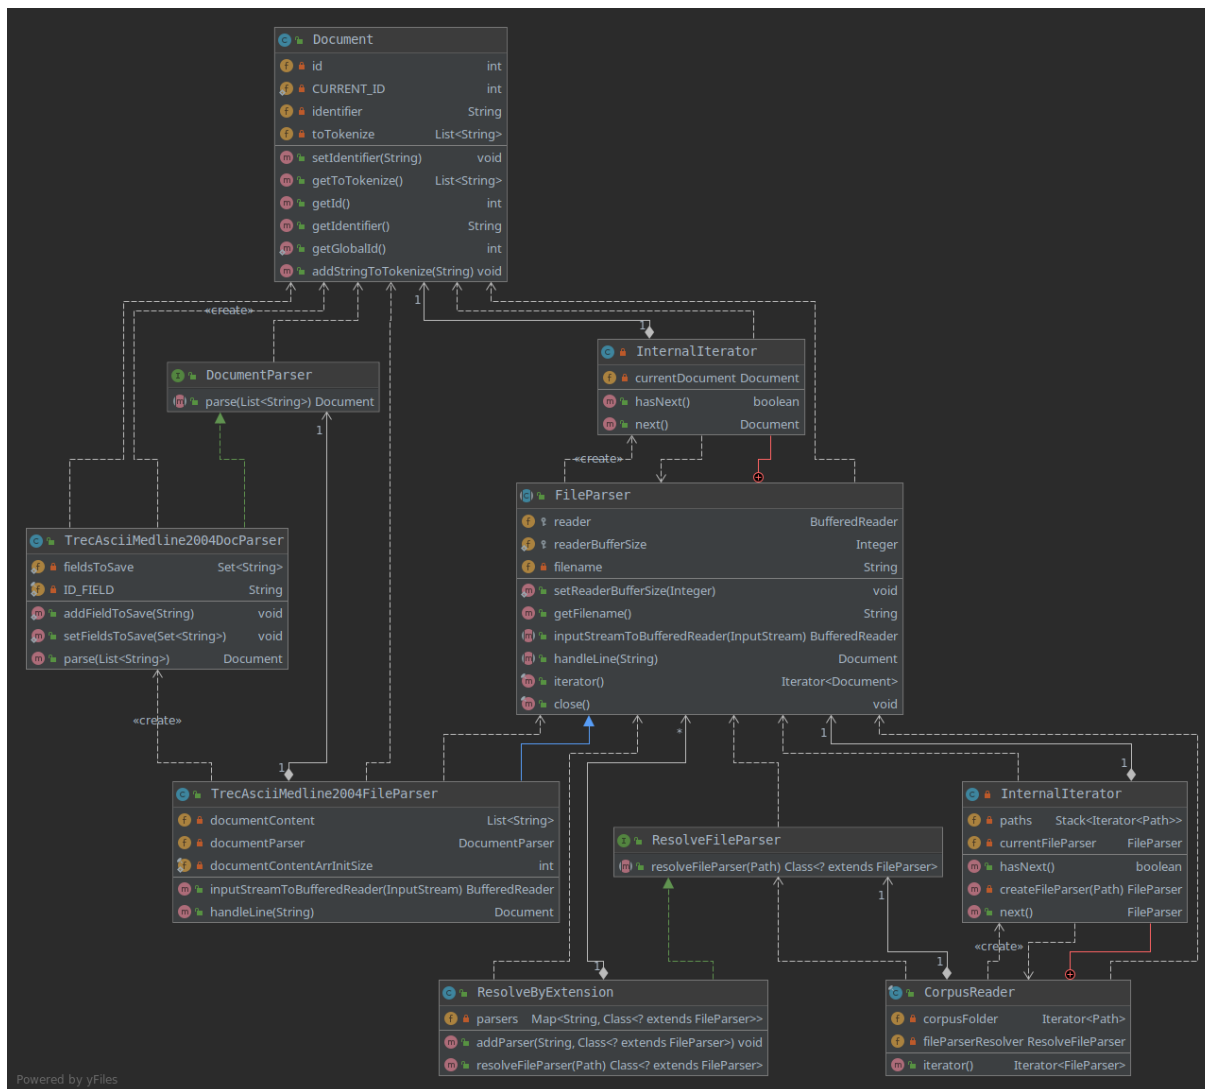 Document
id int
CURRENT_ID int
identifier String
toTokenize List<String>
setIdentifier(String) void
getToTokenize() List<String>
getId() int
getIdentifier() String
getGlobalId() int
addStringToTokenize(String) void
1
«create»
1
InternalIterator
currentDocument Document
hasNext() boolean
next() Document
DocumentParser
parse(List<String>) Document
1
«create»
FileParser
reader BufferedReader
readerBufferSize Integer
filename String
setReaderBufferSize(Integer) void
getFilename() String
inputStreamToBufferedReader(InputStream) BufferedReader
handleLine(String) Document
iterator() Iterator<Document>
close() void
TrecAsciiMedline2004DocParser
fieldsToSave Set<String>
ID_FIELD String
addFieldToSave(String) void
setFieldsToSave(Set<String>) void
parse(List<String>) Document
«create»
* 1
1 1
TrecAsciiMedline2004FileParser
documentContent List<String>
documentParser DocumentParser
documentContentArrInitSize int
inputStreamToBufferedReader(InputStream) BufferedReader
handleLine(String) Document
ResolveFileParser
resolveFileParser(Path) Class<? extends FileParser>
InternalIterator
paths Stack<Iterator<Path>>
currentFileParser FileParser
hasNext() boolean
createFileParser(Path) FileParser
next() FileParser
1
«create»
1 1
ResolveByExtension
parsers Map<String, Class<? extends FileParser>>
addParser(String, Class<? extends FileParser>) void
resolveFileParser(Path) Class<? extends FileParser>
CorpusReader
corpusFolder Iterator<Path>
fileParserResolver ResolveFileParser
iterator() Iterator<FileParser>
Powered by yFiles